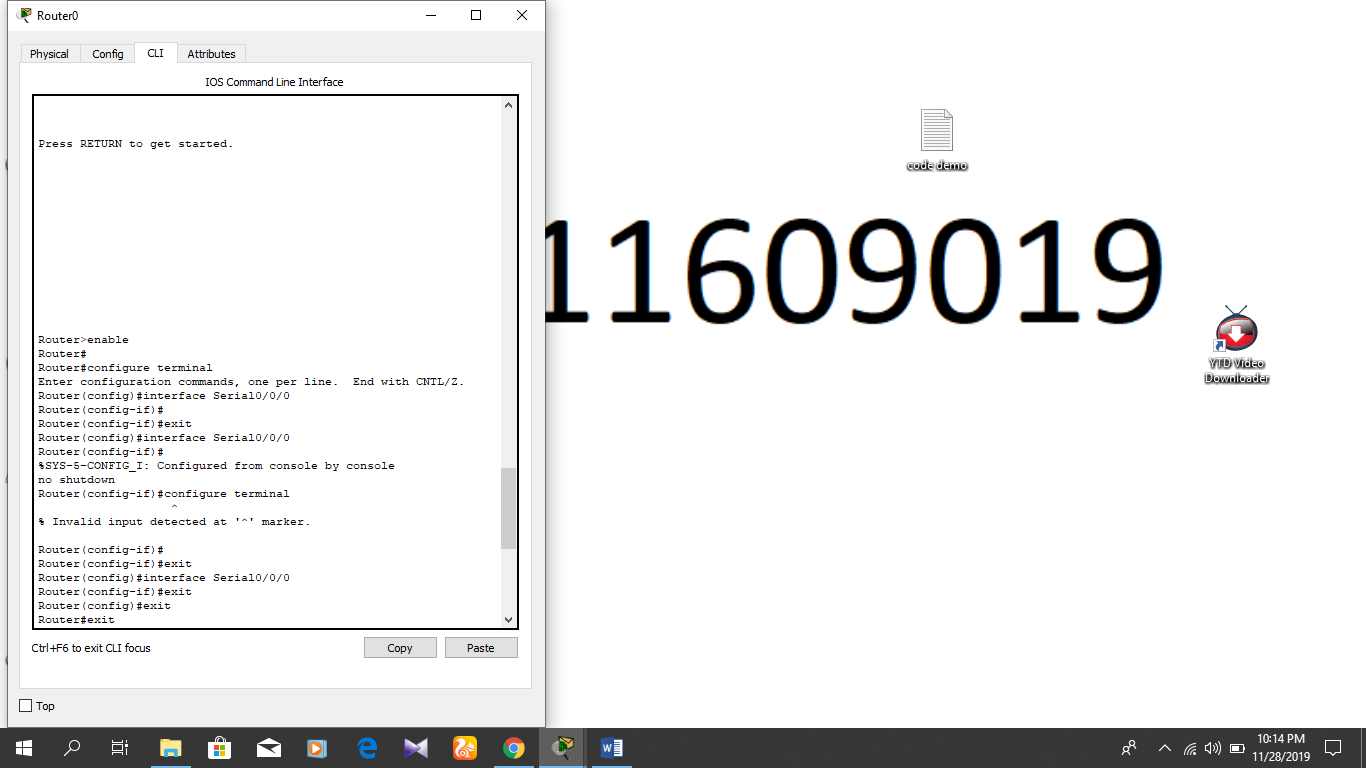 Router0
Physical Config CLI Attributes
IOS Command Line Interface
Press RETURN to get started.
Router>enable
Router#
Router#configure terminal
Enter configuration commands, one per line.  End with CNTL/Z.
Router(config)#interface Serial0/0/0
Router(config-if)#
Router(config-if)#exit
Router(config)#interface Serial0/0/0
Router(config-if)#
%SYS-5-CONFIG_I: Configured from console by console
no shutdown
Router(config-if)#configure terminal
^
% Invalid input detected at '^' marker.
Router(config-if)#
Router(config-if)#exit
Router(config)#interface Serial0/0/0
Router(config-if)#exit
Router(config)#exit
Router#exit
Ctrl+F6 to exit CLI focus
Copy
Paste
Top
code demo
11609019
YTD Video
Downloader
10:14 PM
11/28/2019